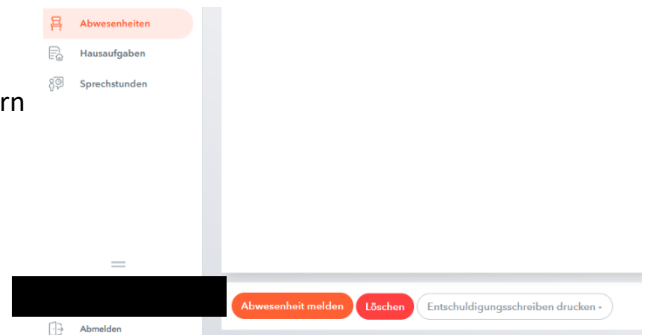 Abwesenheiten
Hausaufgaben
Sprechstunden
rn
Abwesenheit melden
Löschen
Entschuldigungsschreiben drucken
Abmelden